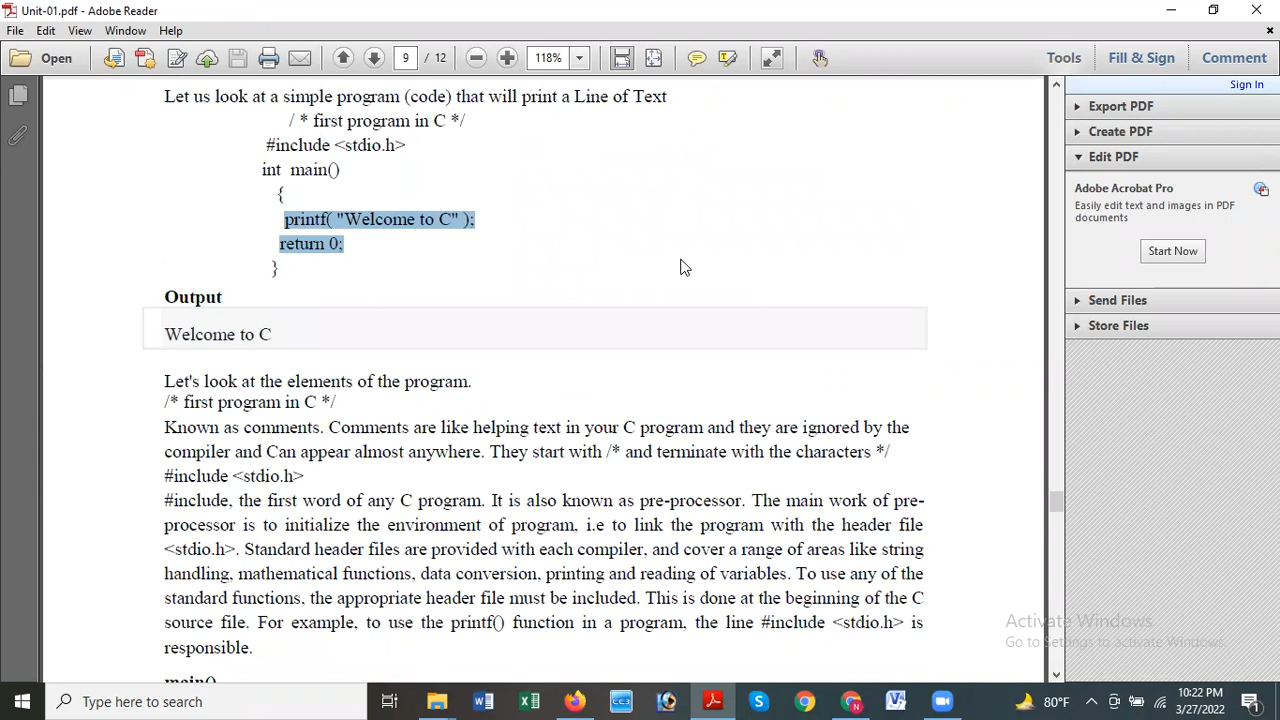 Unit-01.pdf - Adobe Reader
File Edit View Window Help
Open 9 / 12 118% Tools Fill & Sign Comment
Sign In
Export PDF
Create PDF
Edit PDF
Adobe Acrobat Pro
Easily edit text and images in PDF
documents
Start Now
Send Files
Store Files
Let us look at a simple program (code) that will print a Line of Text
/ * first program in C */
#include <stdio.h>
int main()
{
printf( "Welcome to C" );
return 0;
}
Output
Welcome to C
Let's look at the elements of the program.
/* first program in C */
Known as comments. Comments are like helping text in your C program and they are ignored by the
compiler and Can appear almost anywhere. They start with /* and terminate with the characters */
#include <stdio.h>
#include, the first word of any C program. It is also known as pre-processor. The main work of pre-
processor is to initialize the environment of program, i.e to link the program with the header file
<stdio.h>. Standard header files are provided with each compiler, and cover a range of areas like string
handling, mathematical functions, data conversion, printing and reading of variables. To use any of the
standard functions, the appropriate header file must be included. This is done at the beginning of the C
source file. For example, to use the printf() function in a program, the line #include <stdio.h> is
responsible.
main()
Activate Windows
Go to Settings to activate Windows.
Type here to search
80°F
10:22 PM
3/27/2022